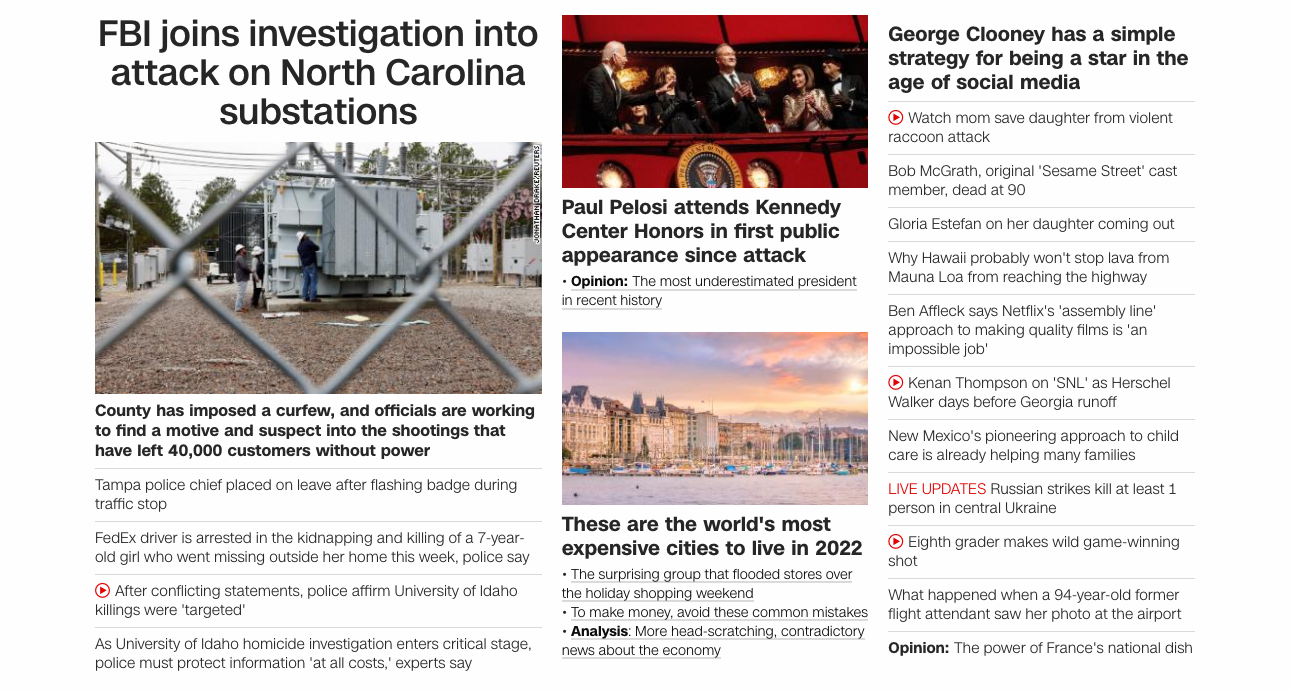 FBI joins investigation into
attack on North Carolina
substations
JONATHAN DRAKE/REUTERS
County has imposed a curfew, and officials are working
to find a motive and suspect into the shootings that
have left 40,000 customers without power
Tampa police chief placed on leave after flashing badge during
traffic stop
FedEx driver is arrested in the kidnapping and killing of a 7-year-
old girl who went missing outside her home this week, police say
After conflicting statements, police affirm University of Idaho
killings were 'targeted'
As University of Idaho homicide investigation enters critical stage,
police must protect information 'at all costs,' experts say
PRESIDENT
Paul Pelosi attends Kennedy
Center Honors in first public
appearance since attack
• Opinion: The most underestimated president
in recent history
These are the world's most
expensive cities to live in 2022
• The surprising group that flooded stores over
the holiday shopping weekend
• To make money, avoid these common mistakes
• Analysis: More head-scratching, contradictory
news about the economy
George Clooney has a simple
strategy for being a star in the
age of social media
Watch mom save daughter from violent
raccoon attack
Bob McGrath, original 'Sesame Street' cast
member, dead at 90
Gloria Estefan on her daughter coming out
Why Hawaii probably won't stop lava from
Mauna Loa from reaching the highway
Ben Affleck says Netflix's 'assembly line'
approach to making quality films is 'an
impossible job'
Kenan Thompson on 'SNL' as Herschel
Walker days before Georgia runoff
New Mexico's pioneering approach to child
care is already helping many families
LIVE UPDATES Russian strikes kill at least 1
person in central Ukraine
Eighth grader makes wild game-winning
shot
What happened when a 94-year-old former
flight attendant saw her photo at the airport
Opinion: The power of France's national dish